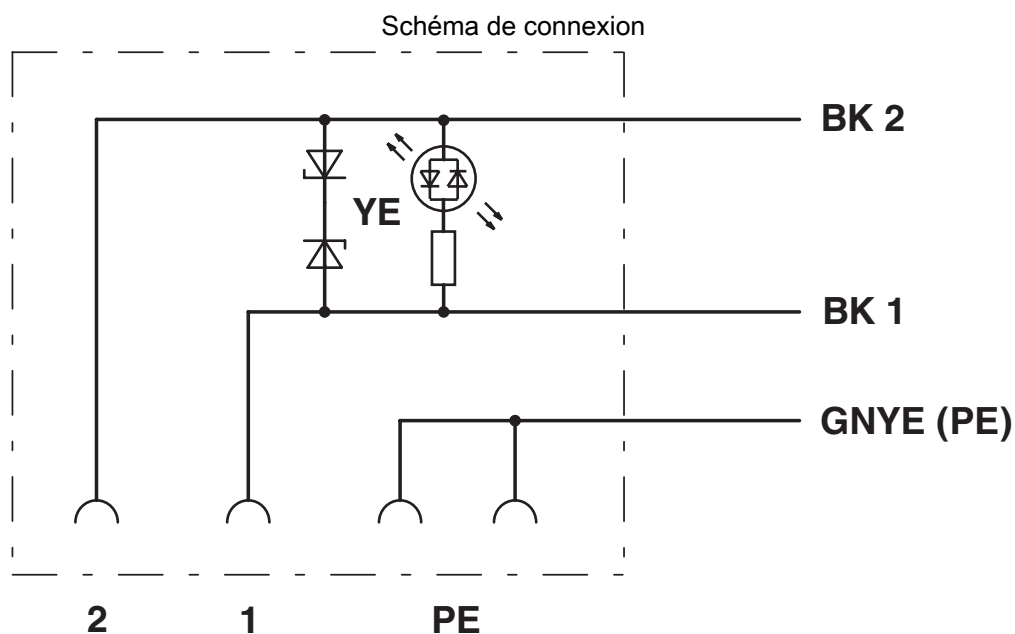 Schéma de connexion
BK 2
YE
BK 1
GNYE (PE)
2 1 PE